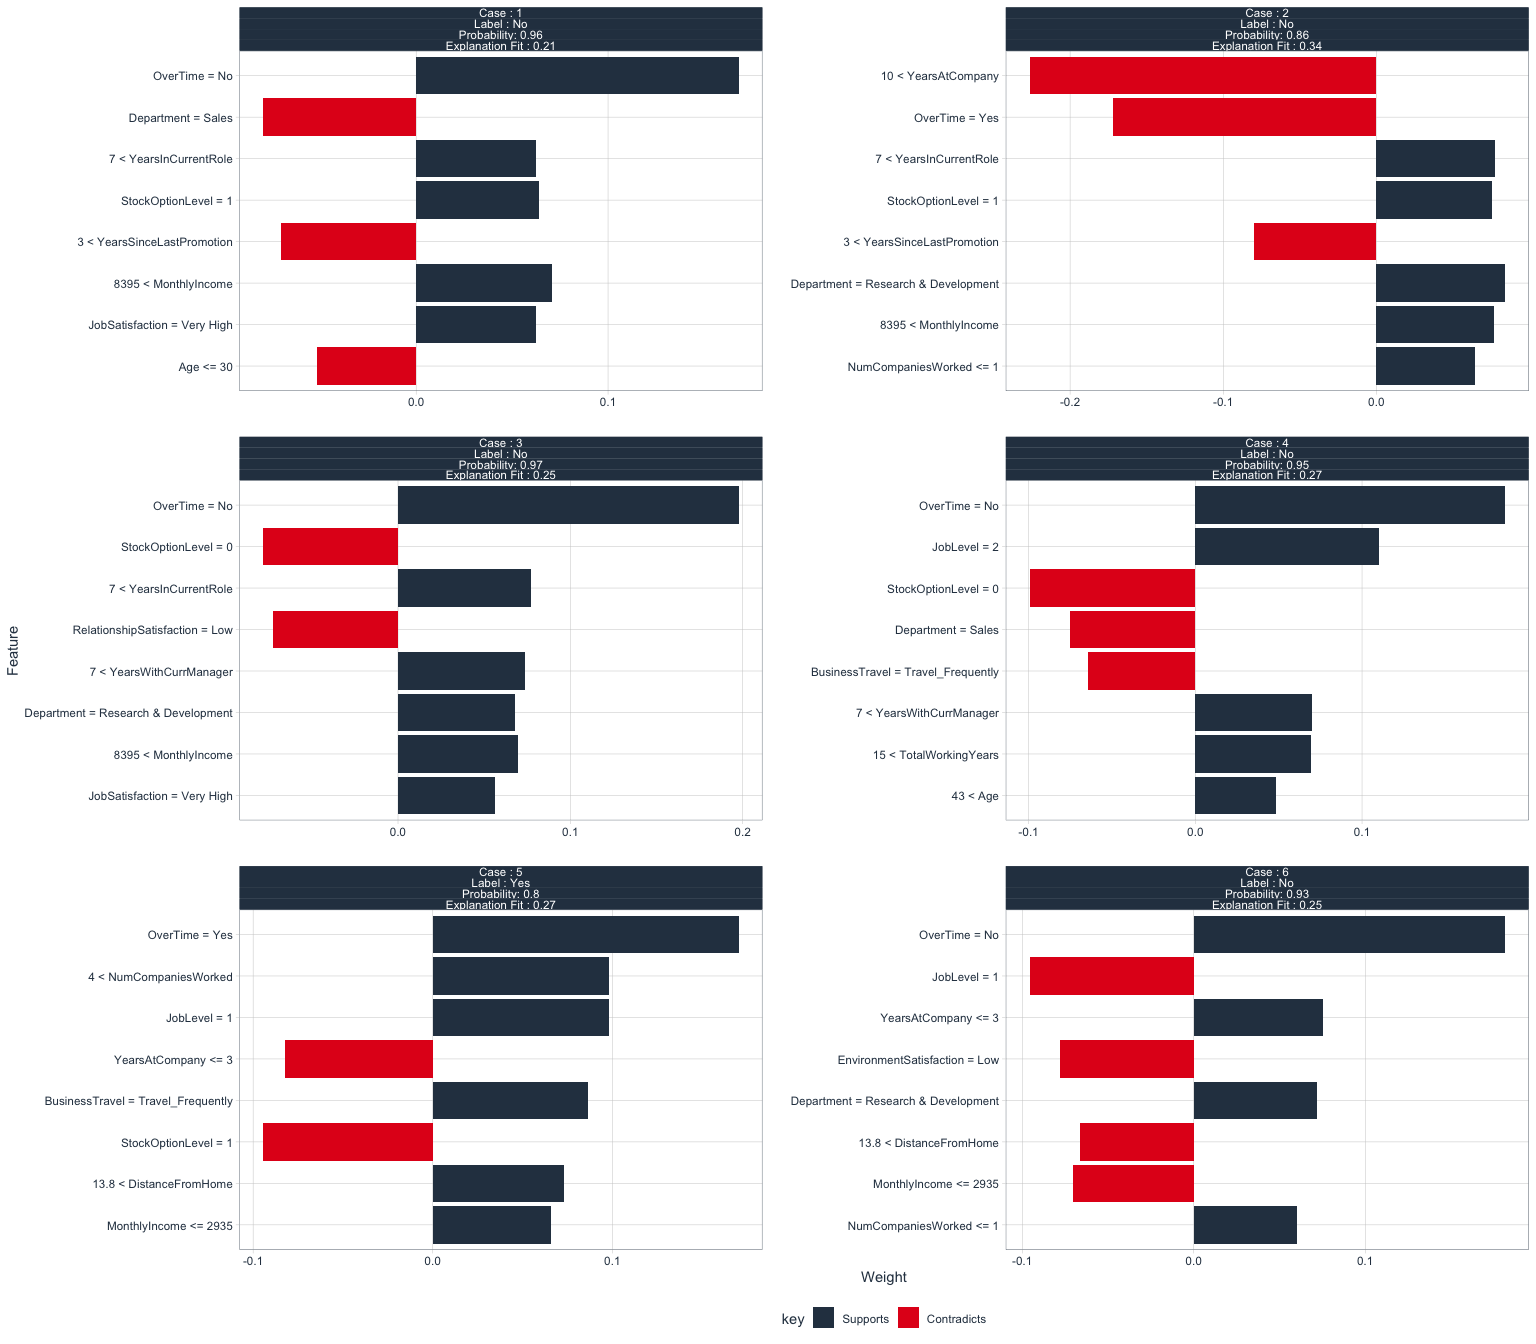 Case : 1
Label : No
Probability: 0.96
Explanation Fit : 0.21
OverTime = No
Department = Sales
7 < YearsInCurrentRole
StockOptionLevel = 1
3 < YearsSinceLastPromotion
8395 < MonthlyIncome
JobSatisfaction = Very High
Age <= 30
0.0 0.1
Case : 2
Label : No
Probability: 0.86
Explanation Fit : 0.34
10 < YearsAtCompany
OverTime = Yes
7 < YearsInCurrentRole
StockOptionLevel = 1
3 < YearsSinceLastPromotion
Department = Research & Development
8395 < MonthlyIncome
NumCompaniesWorked <= 1
-0.2 -0.1 0.0
Case : 3
Label : No
Probability: 0.97
Explanation Fit : 0.25
OverTime = No
StockOptionLevel = 0
7 < YearsInCurrentRole
RelationshipSatisfaction = Low
7 < YearsWithCurrManager
Department = Research & Development
8395 < MonthlyIncome
JobSatisfaction = Very High
0.0 0.1 0.2
Case : 4
Label : No
Probability: 0.95
Explanation Fit : 0.27
OverTime = No
JobLevel = 2
StockOptionLevel = 0
Department = Sales
BusinessTravel = Travel_Frequently
7 < YearsWithCurrManager
15 < TotalWorkingYears
43 < Age
-0.1 0.0 0.1
Case : 5
Label : Yes
Probability: 0.8
Explanation Fit : 0.27
OverTime = Yes
4 < NumCompaniesWorked
JobLevel = 1
YearsAtCompany <= 3
BusinessTravel = Travel_Frequently
StockOptionLevel = 1
13.8 < DistanceFromHome
MonthlyIncome <= 2935
-0.1 0.0 0.1
Case : 6
Label : No
Probability: 0.93
Explanation Fit : 0.25
OverTime = No
JobLevel = 1
YearsAtCompany <= 3
EnvironmentSatisfaction = Low
Department = Research & Development
13.8 < DistanceFromHome
MonthlyIncome <= 2935
NumCompaniesWorked <= 1
-0.1 0.0 0.1
Feature
Weight
key Supports Contradicts